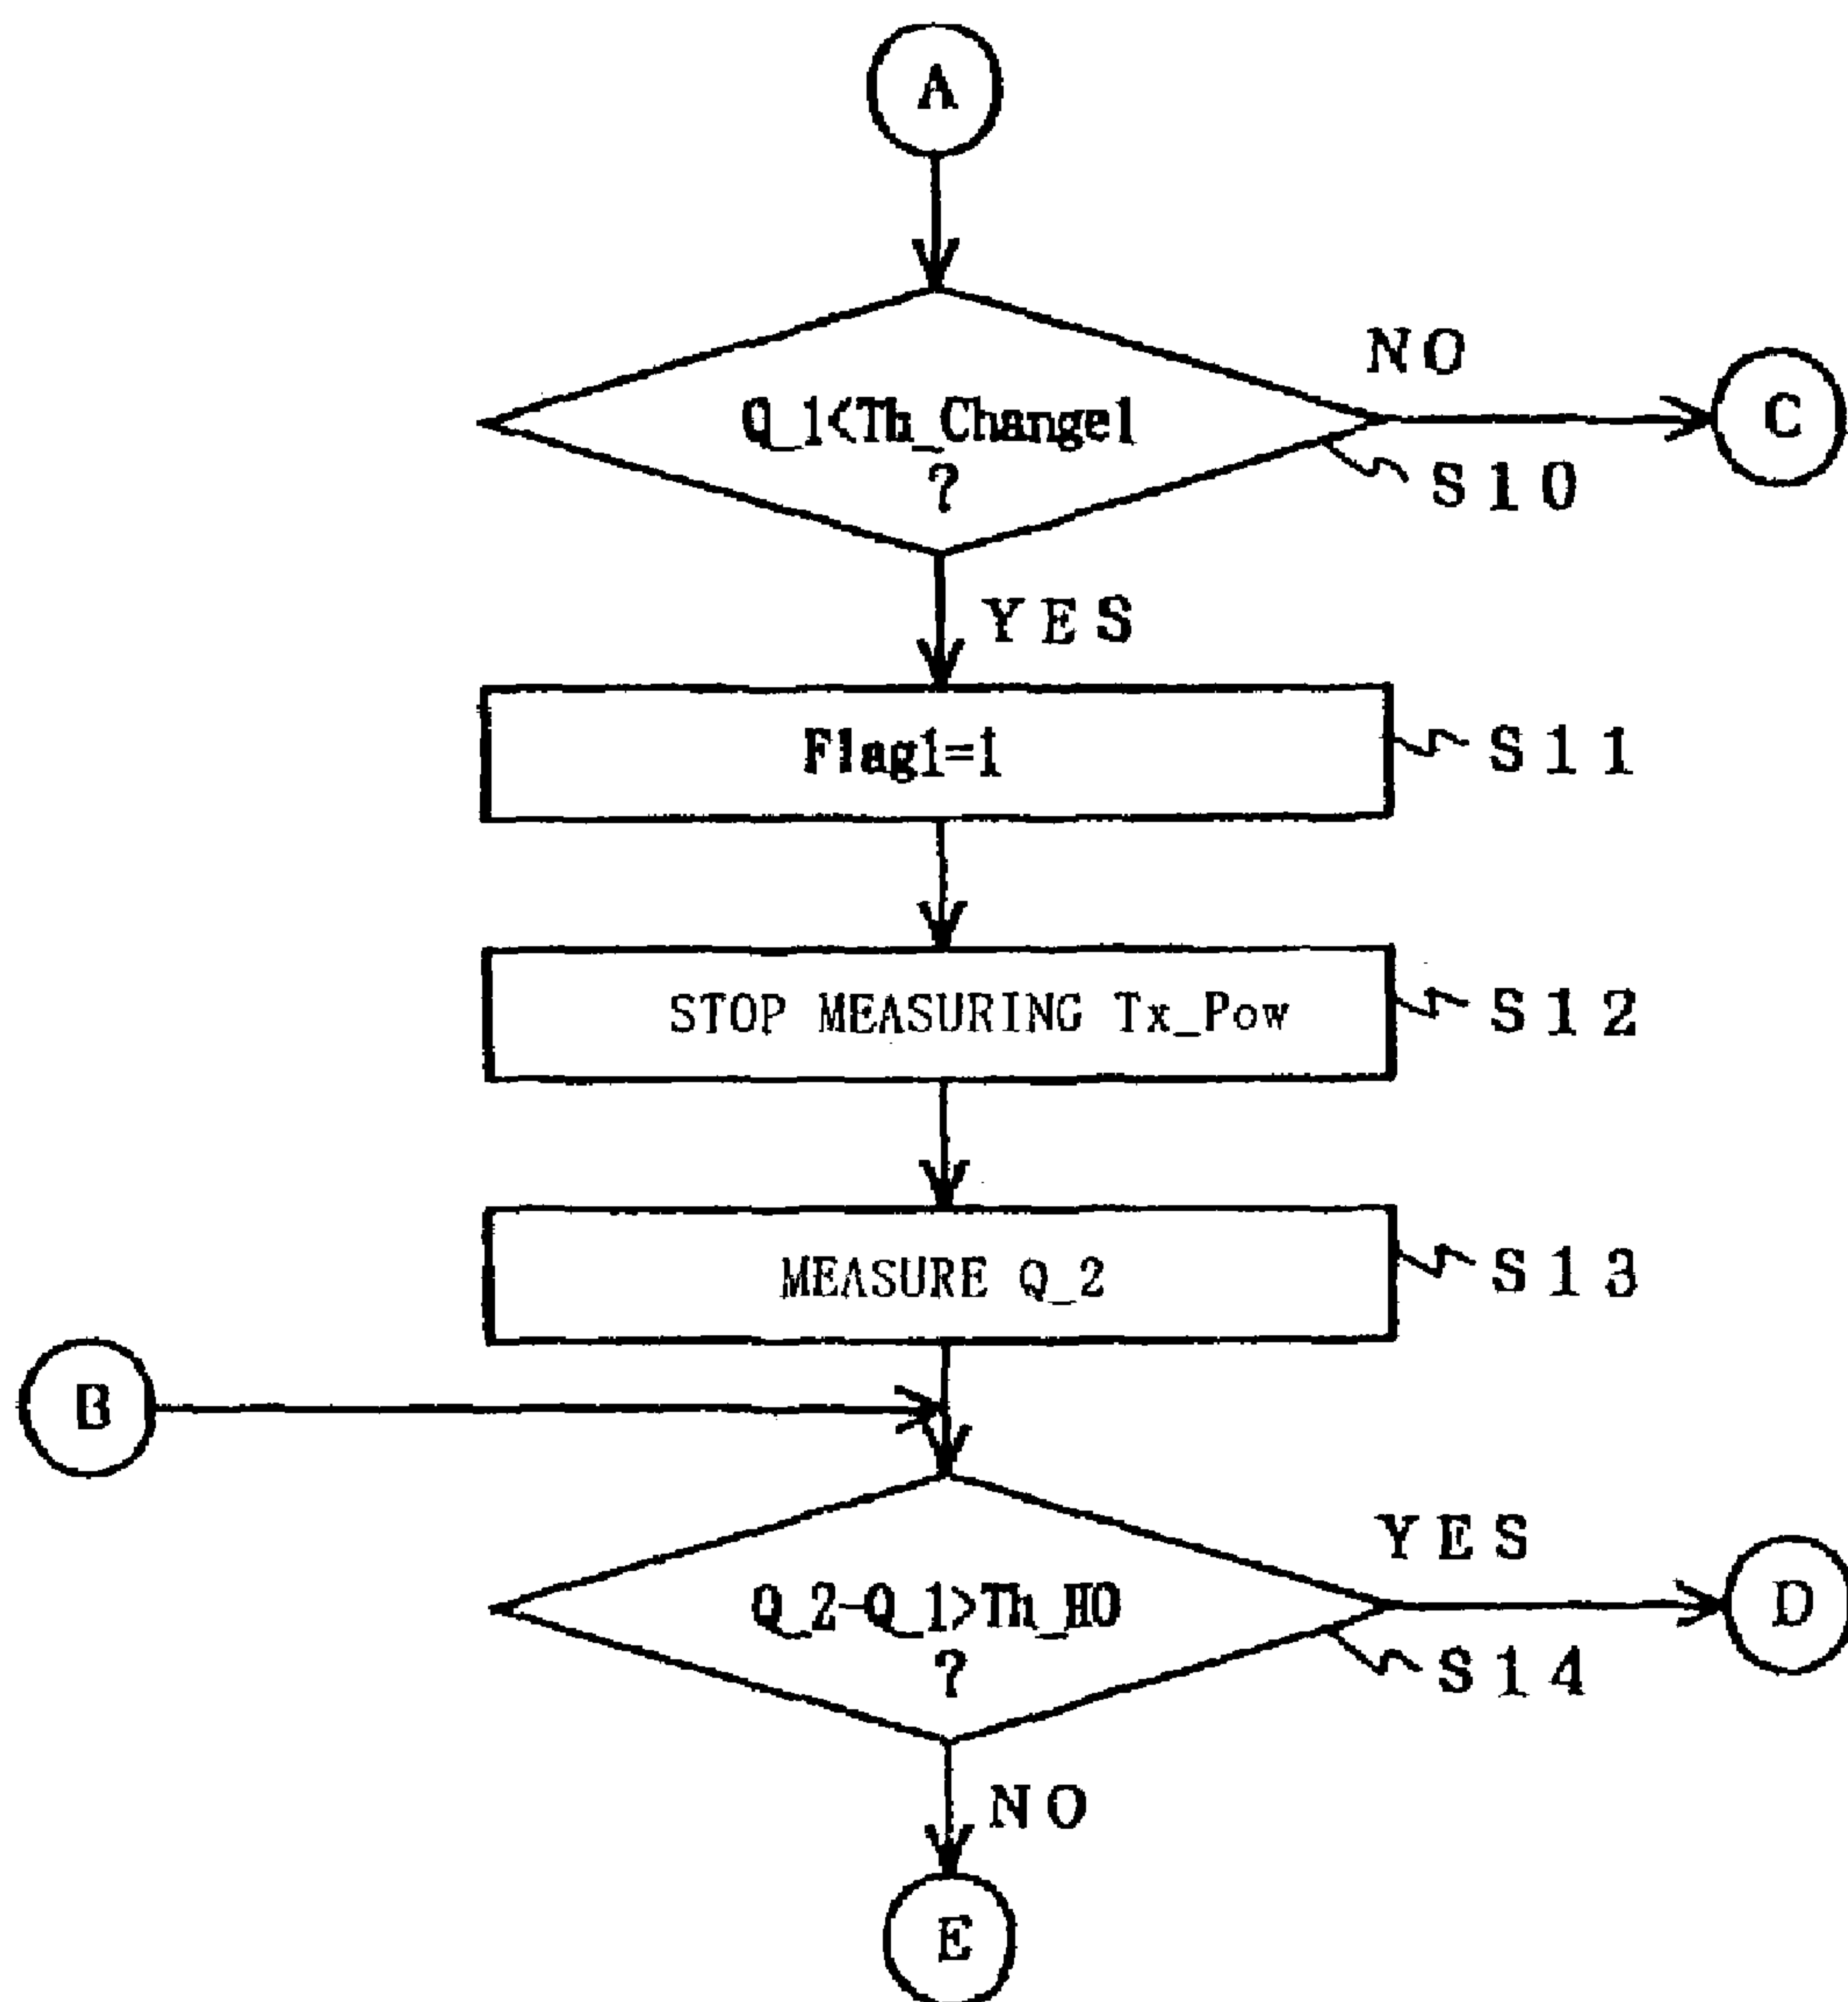 A
Q_1<Th_Change1
?
NO
C
S10
YES
Flag1=1
S11
STOP MEASURING Tx_Pow
S12
MEASURE Q_2
S13
B
Q_2-Q_1>Th_HO
?
YES
D
S14
NO
E